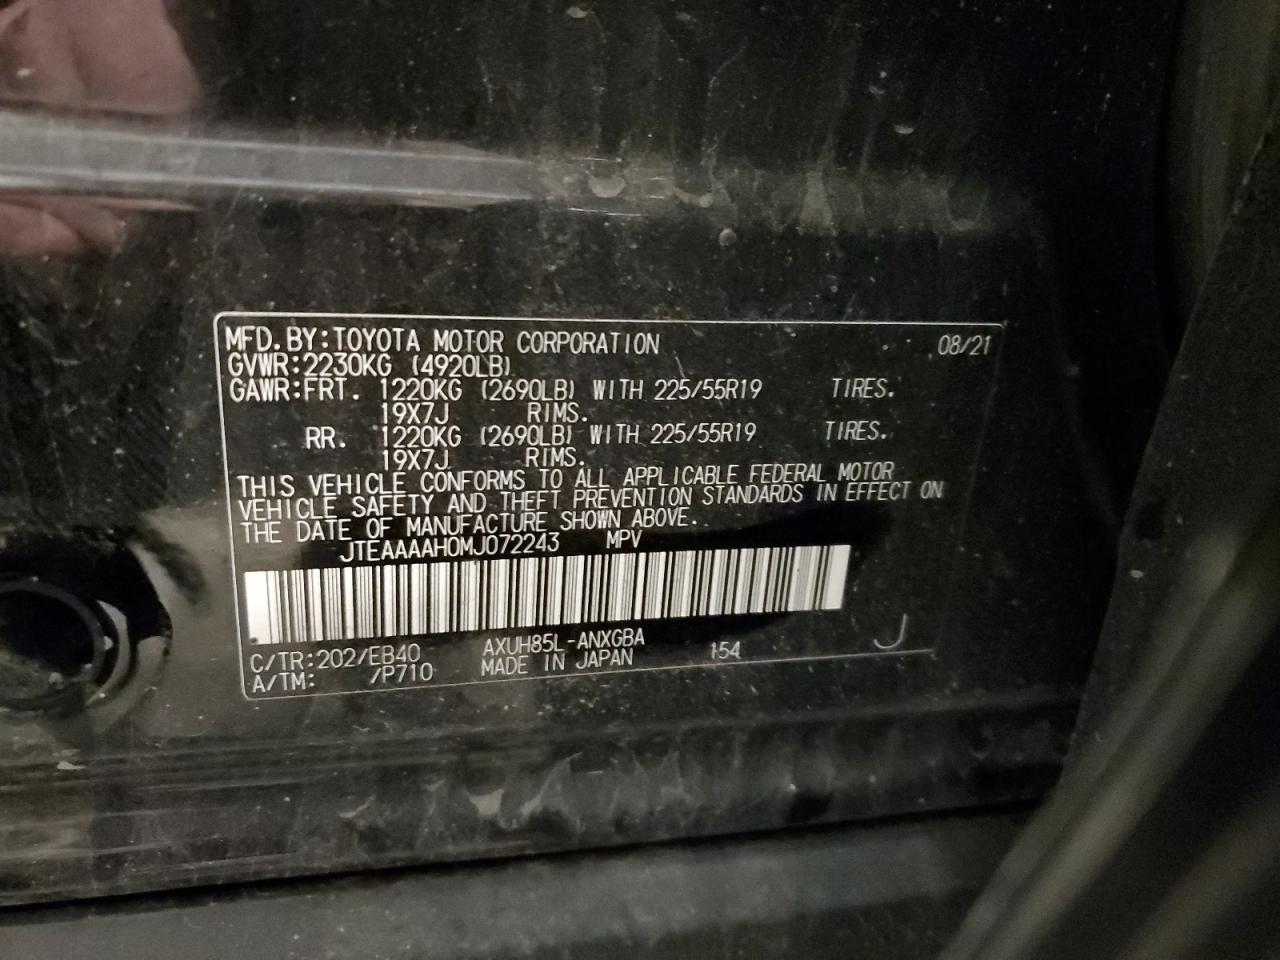 MFD.BY:TOYOTA MOTOR CORPORATION 08/21
GVWR:2230KG (4920LB)
GAWR:FRT. 1220KG (2690LB) WITH 225/55R19 TIRES.
19X7J RIMS.
RR. 1220KG (2690LB) WITH 225/55R19 TIRES.
19X7J RIMS.
THIS VEHICLE CONFORMS TO ALL APPLICABLE FEDERAL MOTOR
VEHICLE SAFETY AND THEFT PREVENTION STANDARDS IN EFFECT ON
THE DATE OF MANUFACTURE SHOWN ABOVE.
JTEAAAAH0MJ072243 MPV
C/TR:202/EB40 AXUH85L-ANXGBA 154 J
A/TM: /P710 MADE IN JAPAN